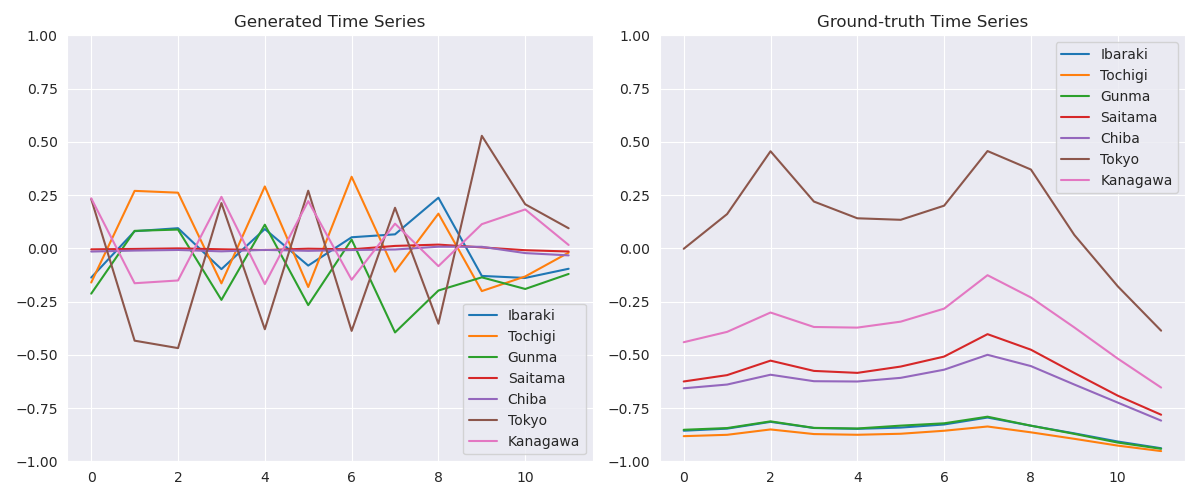 Generated Time Series
1.00
0.75
0.50
0.25
0.00
−0.25
−0.50
−0.75
−1.00
0 2 4 6 8 10
Ibaraki
Tochigi
Gunma
Saitama
Chiba
Tokyo
Kanagawa
Ground-truth Time Series
1.00
0.75
0.50
0.25
0.00
−0.25
−0.50
−0.75
−1.00
0 2 4 6 8 10
Ibaraki
Tochigi
Gunma
Saitama
Chiba
Tokyo
Kanagawa